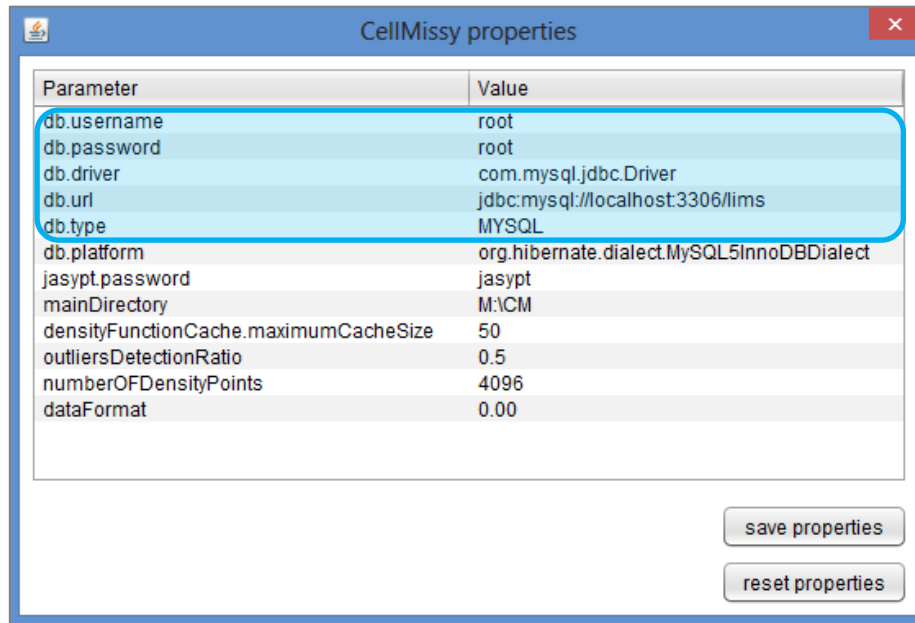 CellMissy properties
Parameter Value
db.username root
db.password root
db.driver com.mysql.jdbc.Driver
db.url jdbc:mysql://localhost:3306/lims
db.type MYSQL
db.platform org.hibernate.dialect.MySQL5InnoDBDialect
jasypt.password jasypt
mainDirectory M:\CM
densityFunctionCache.maximumCacheSize 50
outliersDetectionRatio 0.5
numberOFDensityPoints 4096
dataFormat 0.00
save properties
reset properties